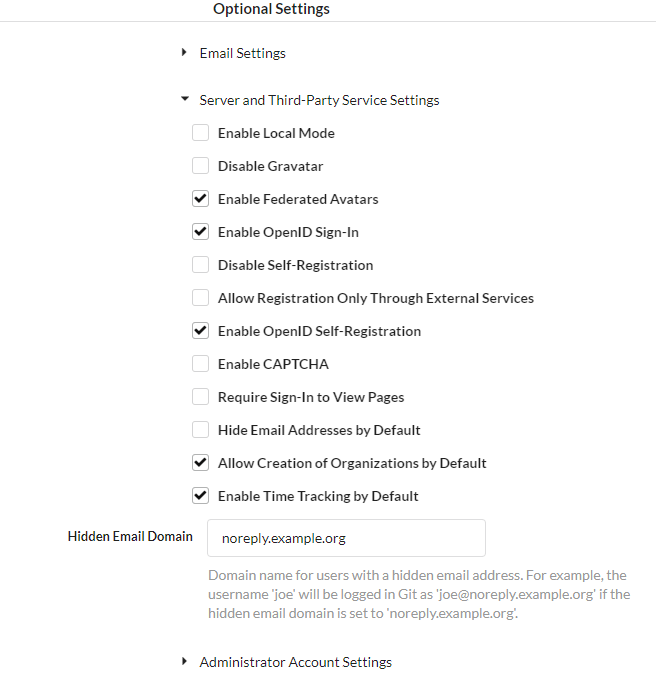 Optional Settings
Email Settings
Server and Third-Party Service Settings
Enable Local Mode
Disable Gravatar
Enable Federated Avatars
Enable OpenID Sign-In
Disable Self-Registration
Allow Registration Only Through External Services
Enable OpenID Self-Registration
Enable CAPTCHA
Require Sign-In to View Pages
Hide Email Addresses by Default
Allow Creation of Organizations by Default
Enable Time Tracking by Default
Hidden Email Domain noreply.example.org
Domain name for users with a hidden email address. For example, the
username 'joe' will be logged in Git as 'joe@noreply.example.org' if the
hidden email domain is set to 'noreply.example.org'.
Administrator Account Settings